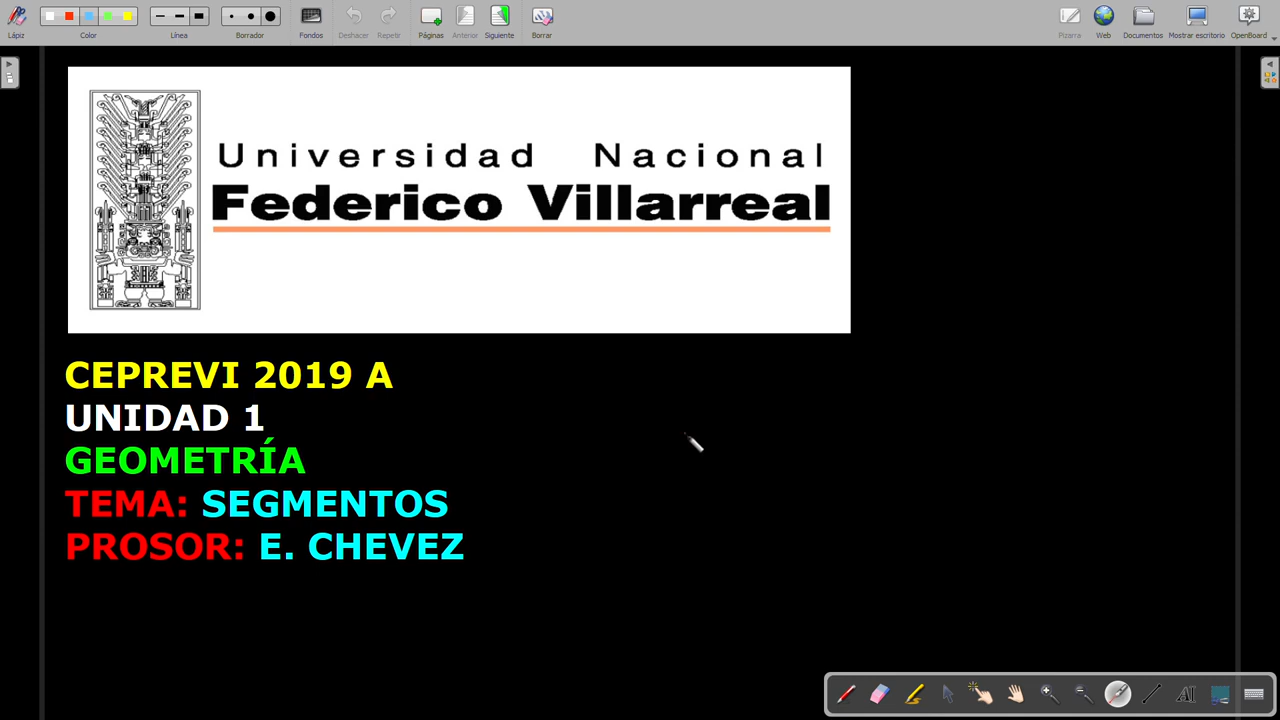 Lápiz
Color
Línea
Borrador
Fondos
Deshacer
Repetir
Páginas
Anterior
Siguiente
Borrar
Pizarra
Web
Documentos
Mostrar escritorio
OpenBoard
Universidad Nacional
Federico Villarreal
CEPREVI 2019 A
UNIDAD 1
GEOMETRÍA
TEMA: SEGMENTOS
PROSOR: E. CHEVEZ
AI